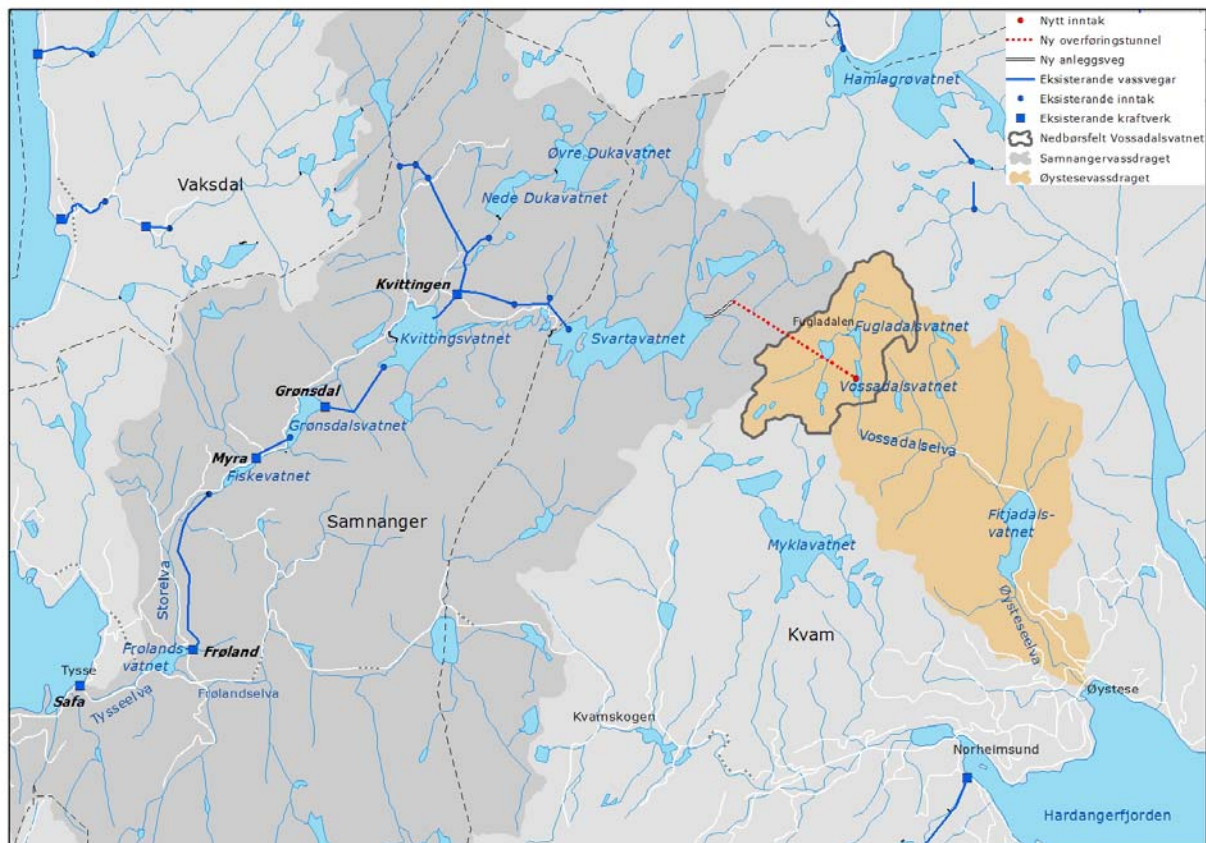 Nytt inntak
Ny overføringstunnel
Ny anleggsveg
Eksisterande vassvegar
Eksisterande inntak
Eksisterande kraftverk
Nedbørsfelt Vossadalsvatnet
Samnangervassdraget
Øystesevassdraget
Hamlagrøvatnet
Øvre Dukavatnet
Vaksdal
Nede Dukavatnet
Kvittingen
Fugladalen
Fugladalsvatnet
Kvittingsvatnet
Svartavatnet
Vossadalsvatnet
Grønsdal
Grønsdalsvatnet
Vossadalselva
Myra
Fiskevatnet
Samnanger
Fitjadals-
vatnet
Myklavatnet
Storelva
Øysteseelva
Kvam
Frølands
vatnet
Frøland
Tysse
Safa
Tysseelva
Frølandselva
Øystese
Kvamskogen
Norheimsund
Hardangerfjorden